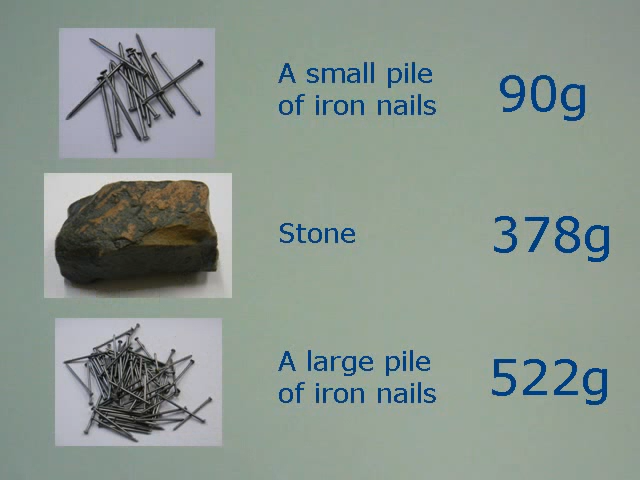 A small pile
of iron nails
90g
Stone
378g
A large pile
of iron nails
522g